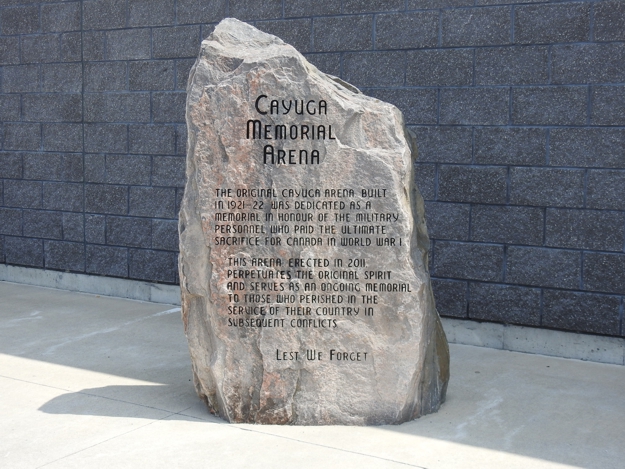 Cayuga
Memorial
Arena
The original Cayuga Arena built
in 1921-22 was dedicated as a
memorial in honour of the military
personnel who paid the ultimate
sacrifice for Canada in World War I
This arena erected in 2011
perpetuates the original spirit
and serves as an ongoing memorial
to those who perished in the
service of their country in
subsequent conflicts
Lest We Forget